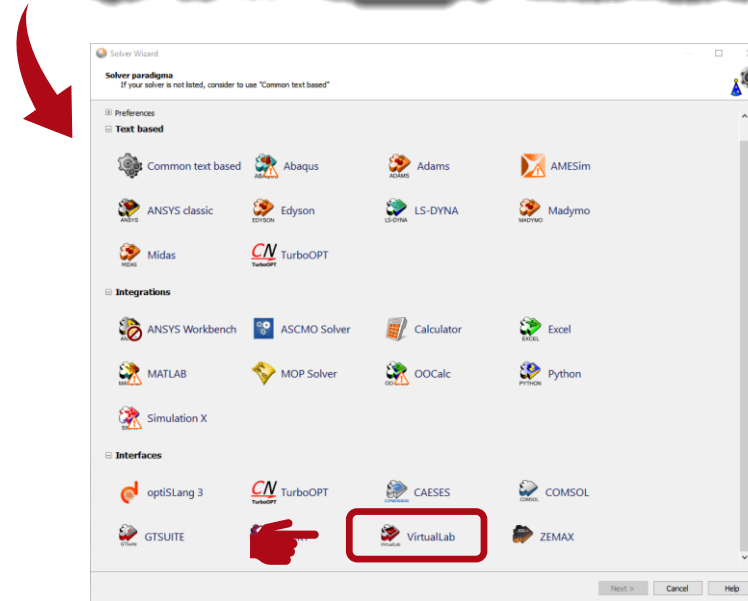 Solver Wizard
Solver paradigma
If your solver is not listed, consider to use "Common text based"
Preferences
Text based
Common text based Abaqus Adams AMESim
ANSYS classic Edyson LS-DYNA Madymo
Midas TurboOPT
Integrations
ANSYS Workbench ASCMO Solver Calculator Excel
MATLAB MOP Solver OOCalc Python
Simulation X
Interfaces
optiSLang 3 TurboOPT CAESES COMSOL
GTSUITE VirtualLab ZEMAX
Next > Cancel Help